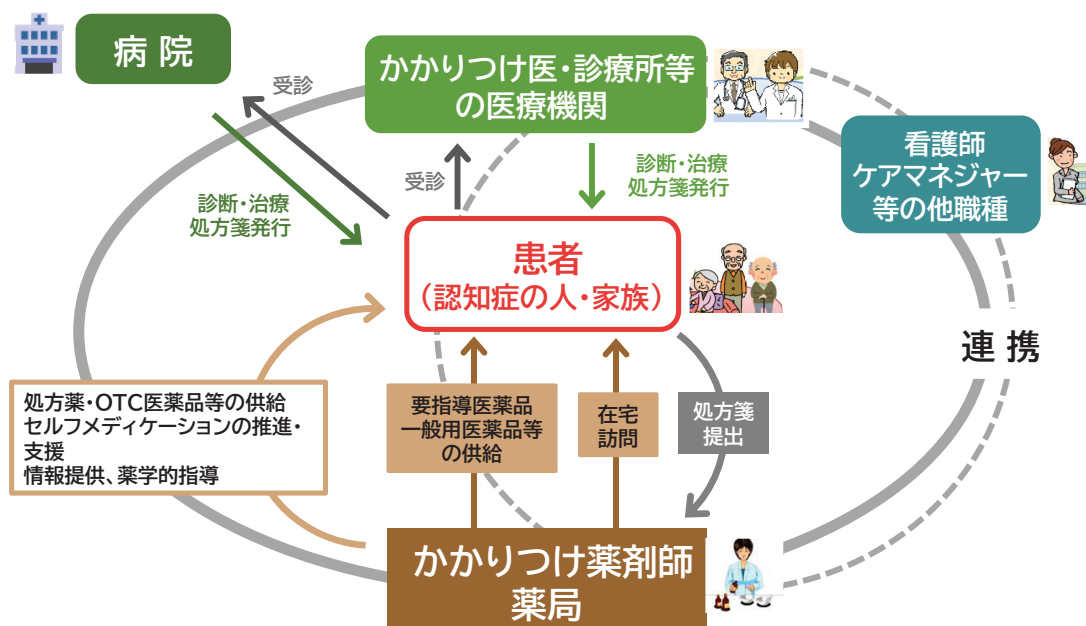 病院
かかりつけ医・診療所等
の医療機関
看護師
ケアマネジャー
等の他職種
受診
受診
診断・治療
処方箋発行
診断・治療
処方箋発行
患者
（認知症の人・家族）
連携
処方薬・OTC医薬品等の供給
セルフメディケーションの推進・
支援
情報提供、薬学的指導
要指導医薬品
一般用医薬品等
の供給
在宅
訪問
処方箋
提出
かかりつけ薬剤師
薬局